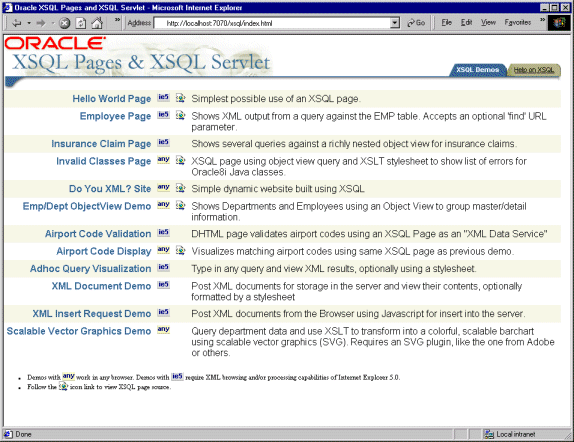 Oracle XSQL Pages and XSQL Servlet - Microsoft Internet Explorer
Address http://localhost:7070/xsql/index.html Go File Edit View Favorites
ORACLE
XSQL Pages & XSQL Servlet
XSQL Demos Help on XSQL
Hello World Page ie5 Simplest possible use of an XSQL page.
Employee Page ie5 Shows XML output from a query against the EMP table. Accepts an optional 'find' URL
parameter.
Insurance Claim Page ie5 Shows several queries against a richly nested object view for insurance claims.
Invalid Classes Page any XSQL page using object view query and XSLT stylesheet to show list of errors for
Oracle8i Java classes.
Do You XML? Site any Simple dynamic website built using XSQL
Emp/Dept ObjectView Demo any Shows Departments and Employees using an Object View to group master/detail
information.
Airport Code Validation ie5 DHTML page validates airport codes using an XSQL Page as an "XML Data Service"
Airport Code Display any Visualizes matching airport codes using same XSQL page as previous demo.
Adhoc Query Visualization ie5 Type in any query and view XML results, optionally using a stylesheet.
XML Document Demo ie5 Post XML documents for storage in the server and view their contents, optionally
formatted by a stylesheet
XML Insert Request Demo ie5 Post XML documents from the Browser using Javascript for insert into the server.
Scalable Vector Graphics Demo any Query department data and use XSLT to transform into a colorful, scalable barchart
using scalable vector graphics (SVG). Requires an SVG plugin, like the one from Adobe
or others.
Demos with any work in any browser. Demos with ie5 require XML browsing and/or processing capabilities of Internet Explorer 5.0.
Follow the icon link to view XSQL page source.
Done Local intranet